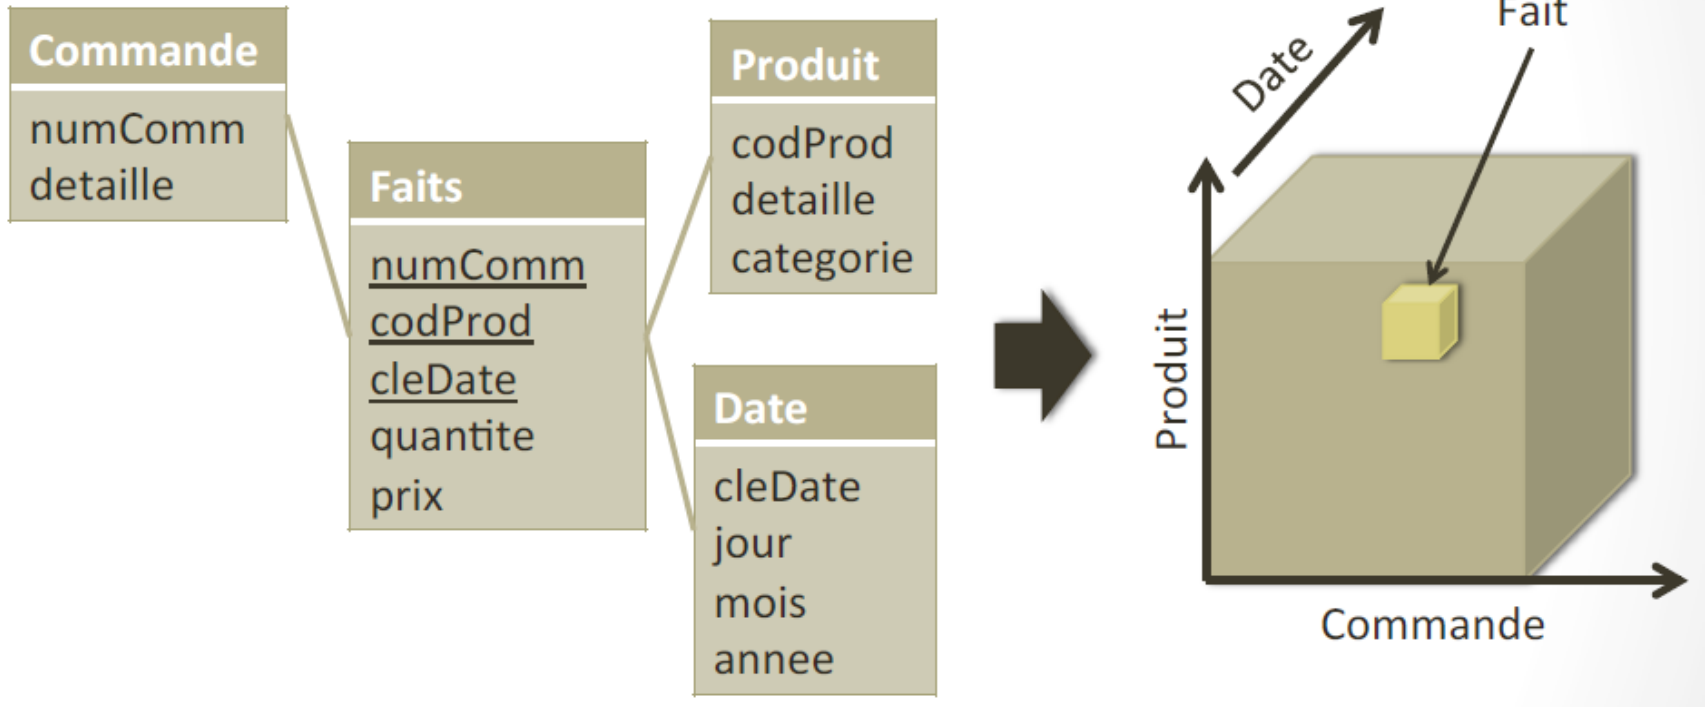 Commande
numComm
detaille
Faits
numComm
codProd
cleDate
quantite
prix
Produit
codProd
detaille
categorie
Date
cleDate
jour
mois
annee
Fait
Date
Produit
Commande